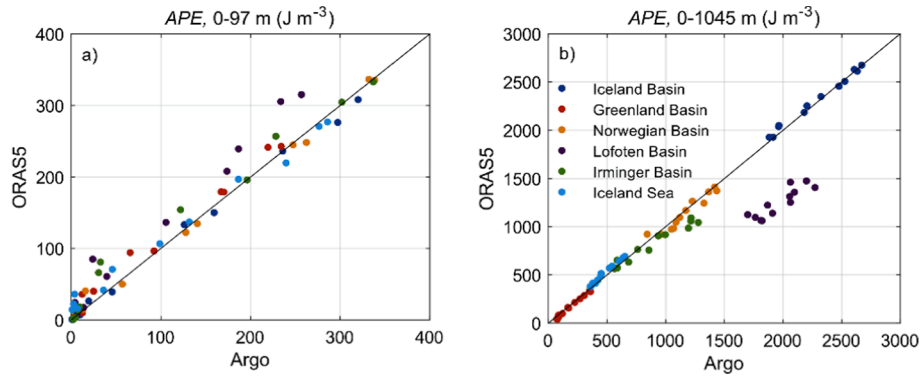 APE, 0-97 m (J m⁻³)
a)
400
300
200
100
0
ORAS5
0
100
200
300
400
Argo
APE, 0-1045 m (J m⁻³)
b)
3000
2500
2000
1500
1000
500
0
ORAS5
Iceland Basin
Greenland Basin
Norwegian Basin
Lofoten Basin
Irminger Basin
Iceland Sea
0
500
1000
1500
2000
2500
3000
Argo